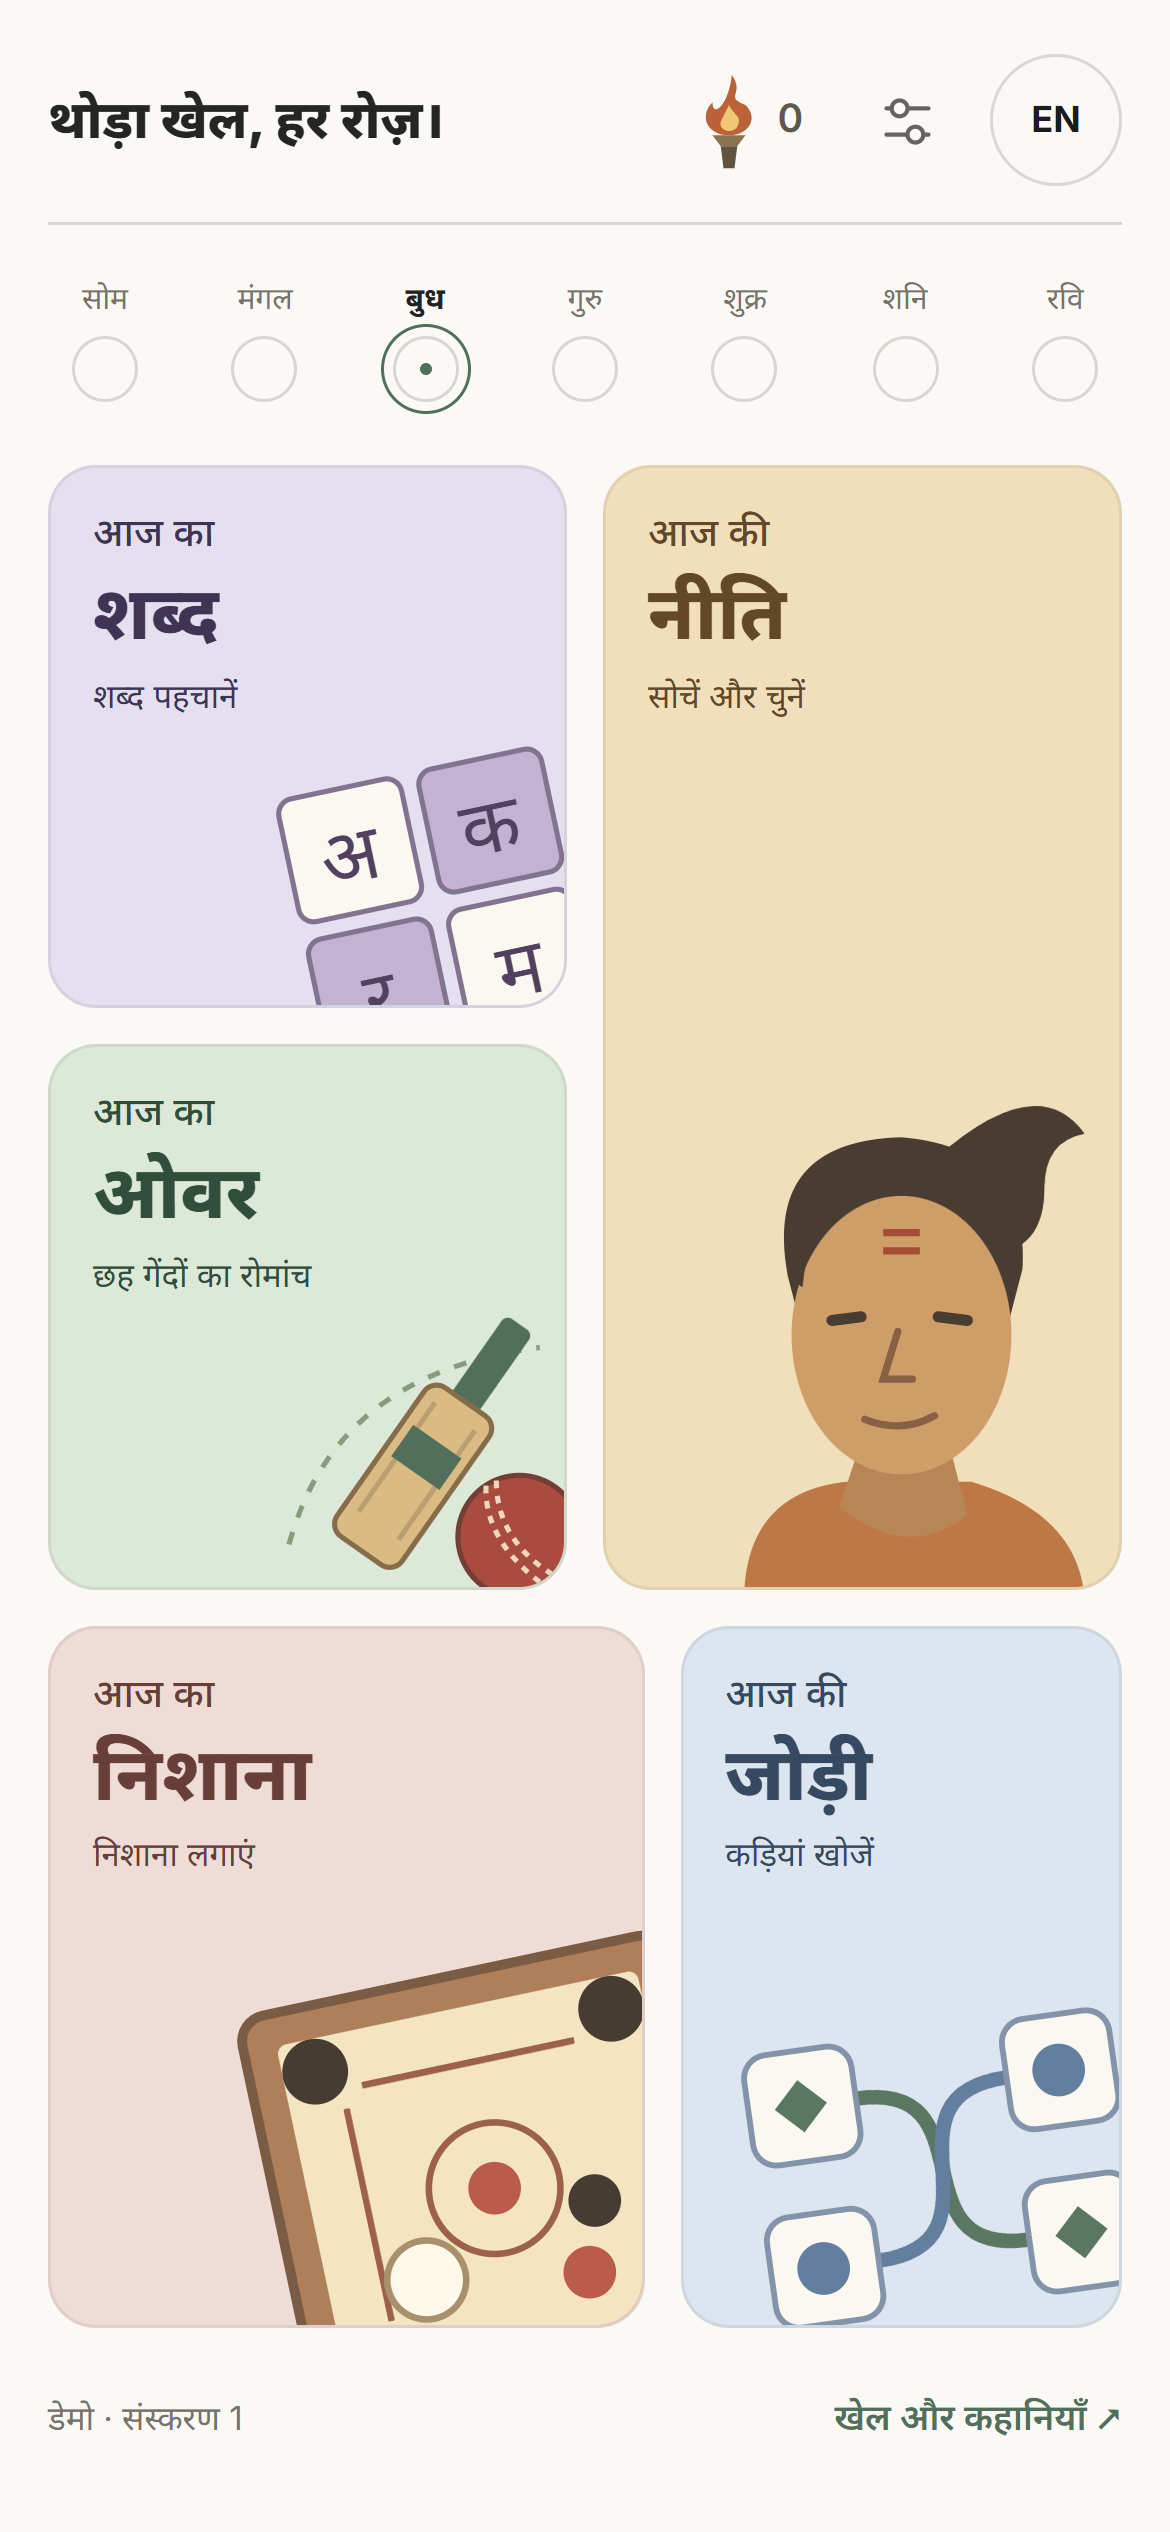 थोड़ा खेल, हर रोज़।
0
EN
सोम मंगल बुध गुरु शुक्र शनि रवि
आज का
शब्द
शब्द पहचानें
अ क
र म
आज की
नीति
सोचें और चुनें
आज का
ओवर
छह गेंदों का रोमांच
आज का
निशाना
निशाना लगाएं
आज की
जोड़ी
कड़ियां खोजें
डेमो · संस्करण 1
खेल और कहानियाँ ↗